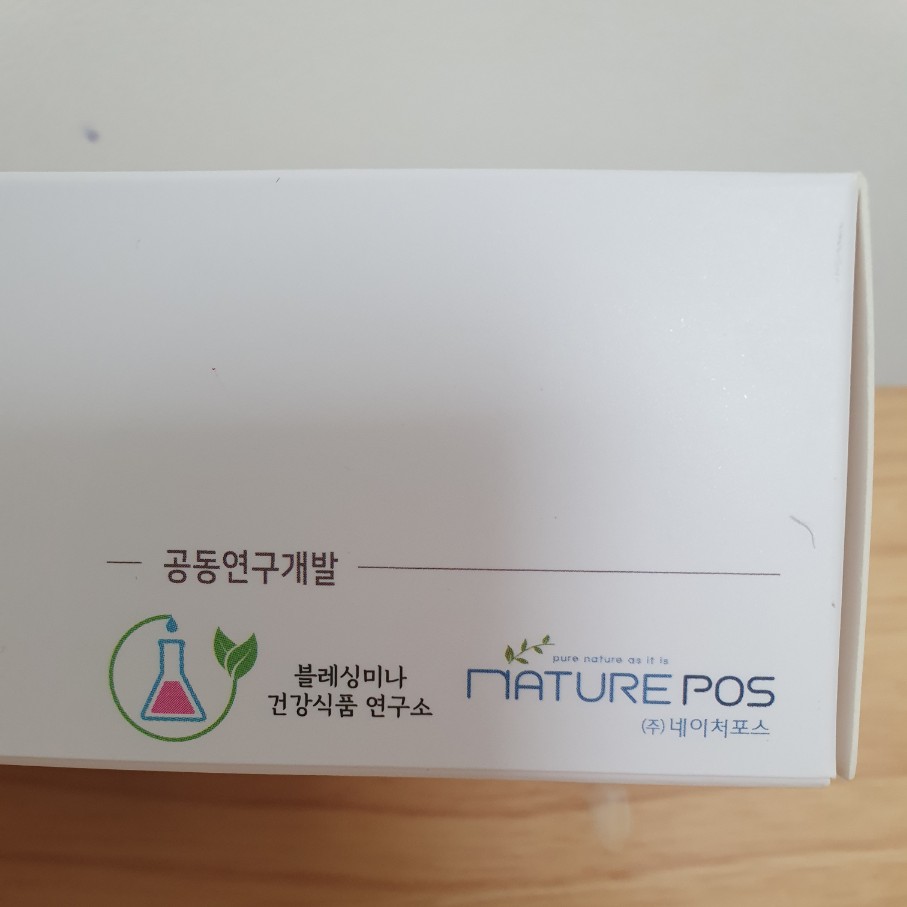 공동연구개발
블레싱미나
건강식품 연구소
pure nature as it is
NATURE POS
(주)네이처포스